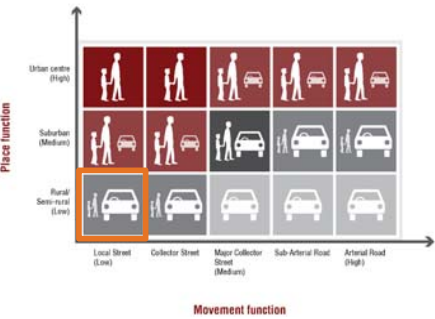 Place function
Urban centre
(High)
Suburban
(Medium)
Rural/
Semi-rural
(Low)
Local Street
(Low)
Collector Street
Major Collector
Street
(Medium)
Sub-Arterial Road
Arterial Road
(High)
Movement function